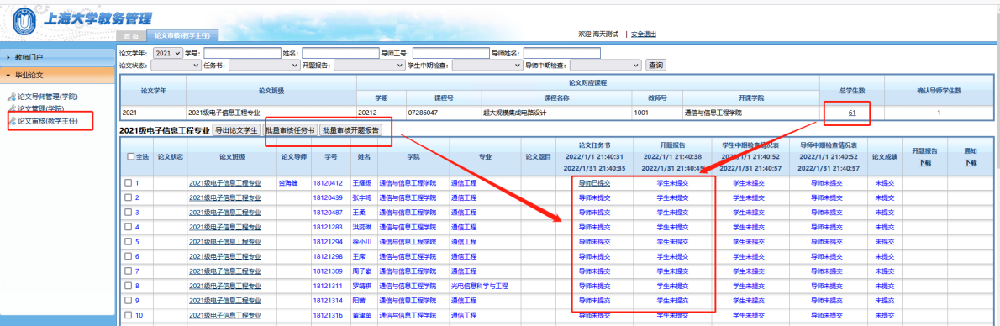 上海大学教务管理
首页 论文审核(教学主任) 欢迎 海天测试 | 安全退出
教师门户
毕业论文
论文导师管理(学院)
论文管理(学院)
论文审核(教学主任)
论文学年: 2021 学号: 姓名: 导师工号: 导师姓名:
论文状态: 任务书: 开题报告: 学生中期检查: 导师中期检查: 查询
论文学年 论文班级 论文对应课程 总学生数 确认导师学生数
学期 课程号 课程名称 教师号 开课学院
2021 2021级电子信息工程专业 20212 07286047 超大规模集成电路设计 1001 通信与信息工程学院 61 1
2021级电子信息工程专业 导出论文学生 批量审核任务书 批量审核开题报告
全选 论文状态 论文班级 论文导师 学号 姓名 学院 专业 论文题目 论文任务书 开题报告 学生中期检查情况表 导师中期检查情况表 论文成绩 开题报告 通知
2022/1/1 21:40:31 2022/1/1 21:40:38 2022/1/1 21:40:52 2022/1/1 21:40:52 下载 下载
2022/1/31 21:40:35 2022/1/31 21:40:45 2022/1/31 21:40:57 2022/1/31 21:40:57
1 2021级电子信息工程专业 金海峰 18120412 王耀扬 通信与信息工程学院 通信工程 导师已提交 学生未提交 学生未提交 导师未提交 未提交
2 2021级电子信息工程专业 18120439 张宇鸣 通信与信息工程学院 通信工程 导师未提交 学生未提交 学生未提交 导师未提交 未提交
3 2021级电子信息工程专业 18120487 通信与信息工程学院 通信工程 导师未提交 学生未提交 学生未提交 导师未提交 未提交
4 2021级电子信息工程专业 18121283 通信与信息工程学院 通信工程 导师未提交 学生未提交 学生未提交 导师未提交 未提交
5 2021级电子信息工程专业 18121294 徐小川 通信与信息工程学院 通信工程 导师未提交 学生未提交 学生未提交 导师未提交 未提交
6 2021级电子信息工程专业 18121298 王席 通信与信息工程学院 通信工程 导师未提交 学生未提交 学生未提交 导师未提交 未提交
7 2021级电子信息工程专业 18121309 周子豪 通信与信息工程学院 通信工程 导师未提交 学生未提交 学生未提交 导师未提交 未提交
8 2021级电子信息工程专业 18121311 罗靖祺 通信与信息工程学院 光电信息科学与工程 导师未提交 学生未提交 学生未提交 导师未提交 未提交
9 2021级电子信息工程专业 18121314 阳茜 通信与信息工程学院 通信工程 导师未提交 学生未提交 学生未提交 导师未提交 未提交
10 2021级电子信息工程专业 18121316 通信与信息工程学院 通信工程 导师未提交 学生未提交 学生未提交 导师未提交 未提交